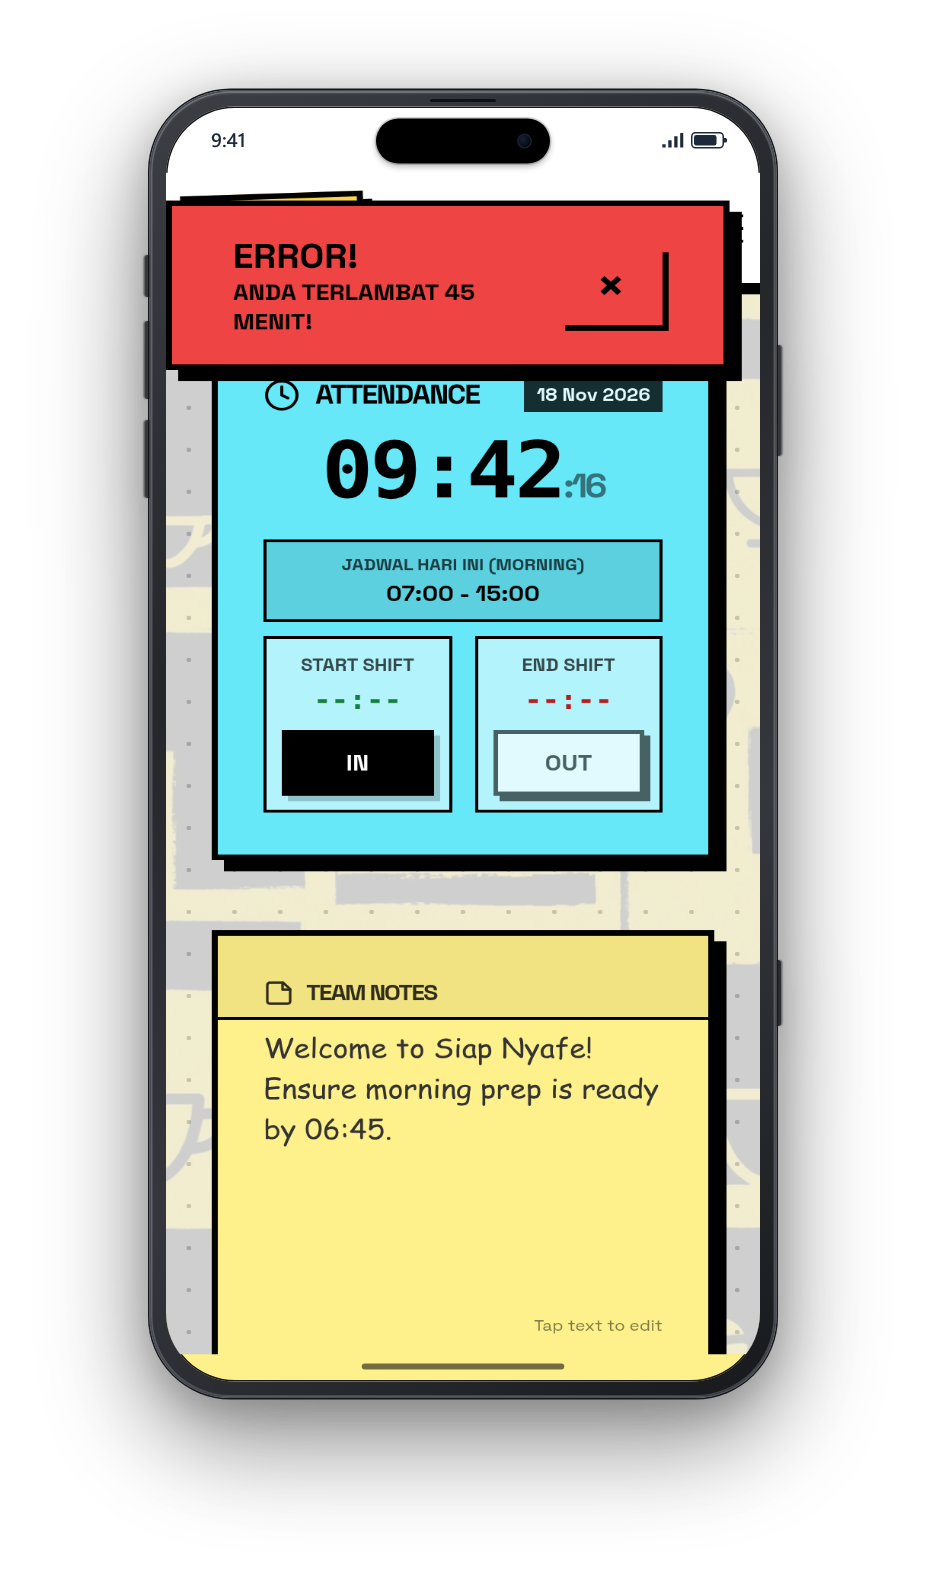 9:41
ERROR!
ANDA TERLAMBAT 45
MENIT!
ATTENDANCE
18 Nov 2026
09:42:16
JADWAL HARI INI (MORNING)
07:00 - 15:00
START SHIFT
--:--
IN
END SHIFT
--:--
OUT
TEAM NOTES
Welcome to Siap Nyafe!
Ensure morning prep is ready
by 06:45.
Tap text to edit